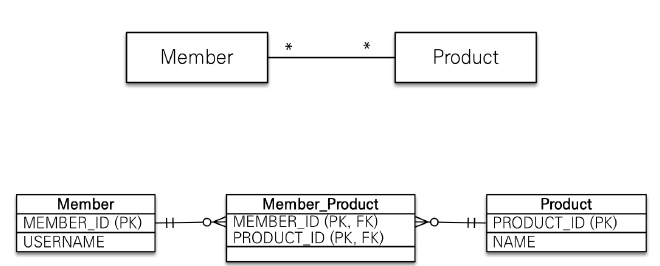 Member * * Product
Member
MEMBER_ID (PK)
USERNAME
Member_Product
MEMBER_ID (PK, FK)
PRODUCT_ID (PK, FK)
Product
PRODUCT_ID (PK)
NAME